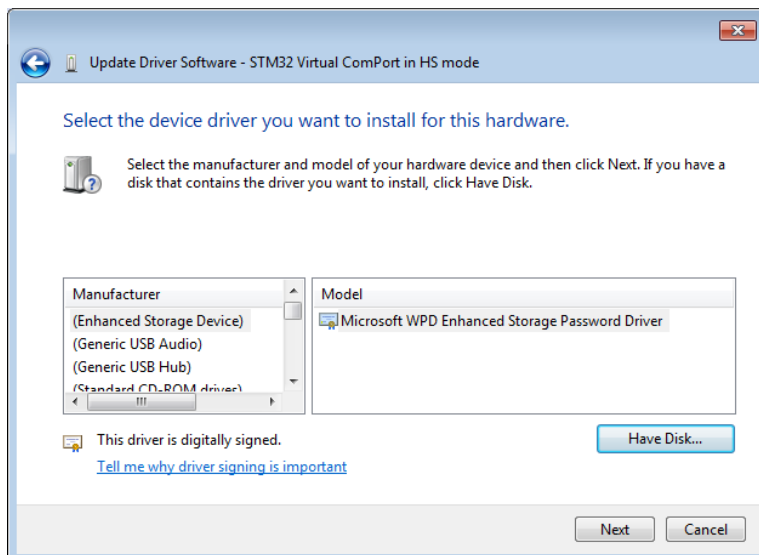 Update Driver Software - STM32 Virtual ComPort in HS mode
Select the device driver you want to install for this hardware.
Select the manufacturer and model of your hardware device and then click Next. If you have a
disk that contains the driver you want to install, click Have Disk.
Manufacturer
(Enhanced Storage Device)
(Generic USB Audio)
(Generic USB Hub)
(Standard CD-ROM drives)
Model
Microsoft WPD Enhanced Storage Password Driver
This driver is digitally signed.
Tell me why driver signing is important
Have Disk...
Next
Cancel